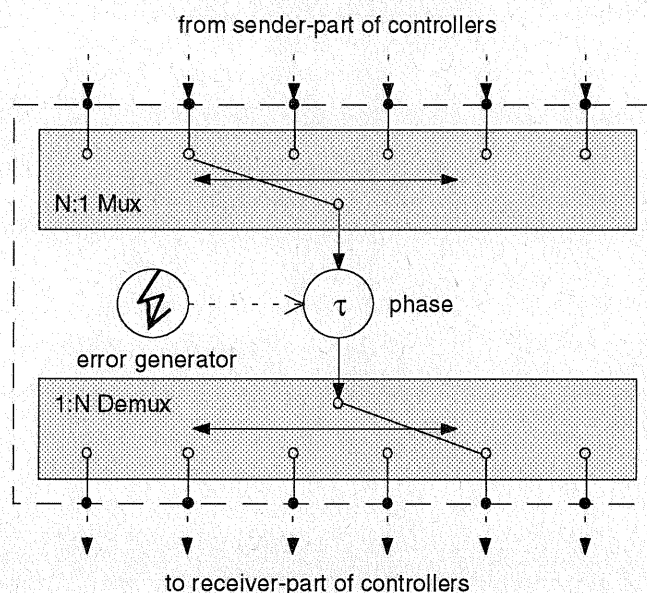 from sender-part of controllers
N:1 Mux
τ
phase
error generator
1:N Demux
to receiver-part of controllers